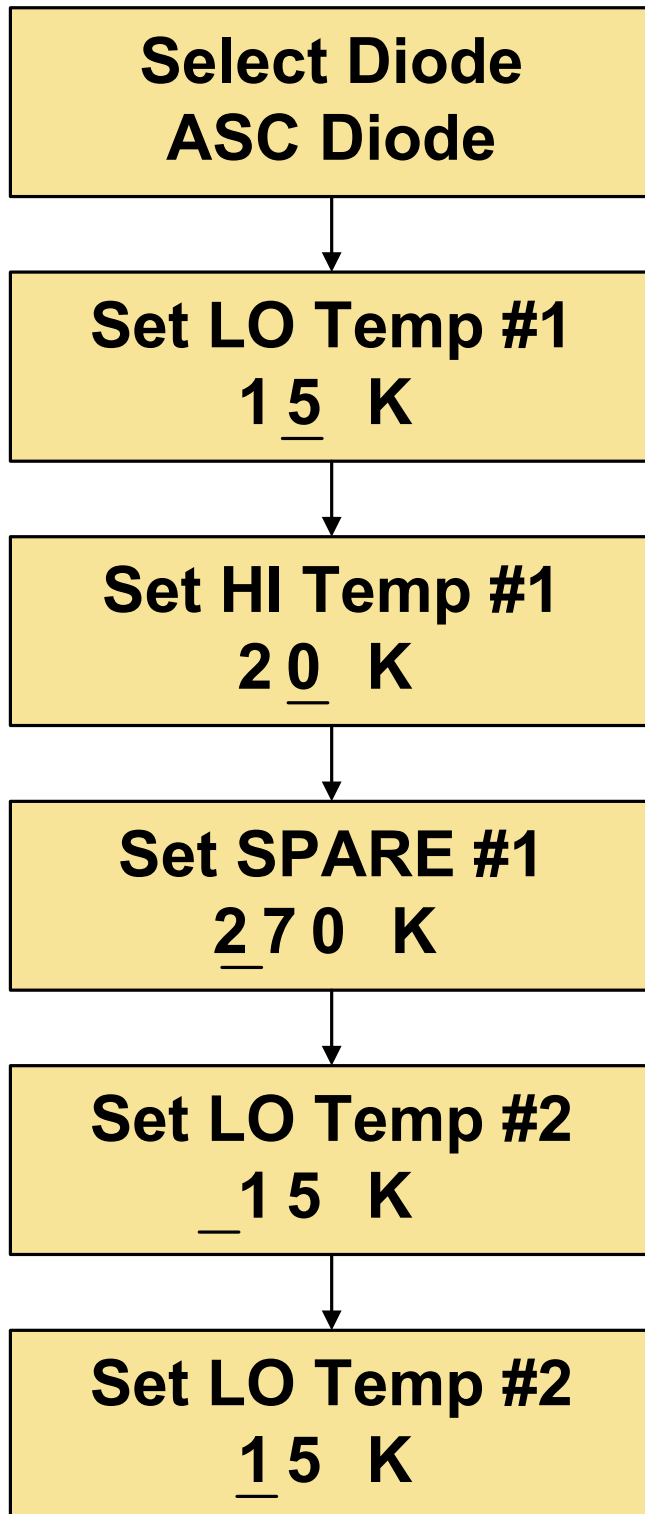 Select Diode
ASC Diode
Set LO Temp #1
15 K
Set HI Temp #1
20 K
Set SPARE #1
270 K
Set LO Temp #2
_15 K
Set LO Temp #2
15 K